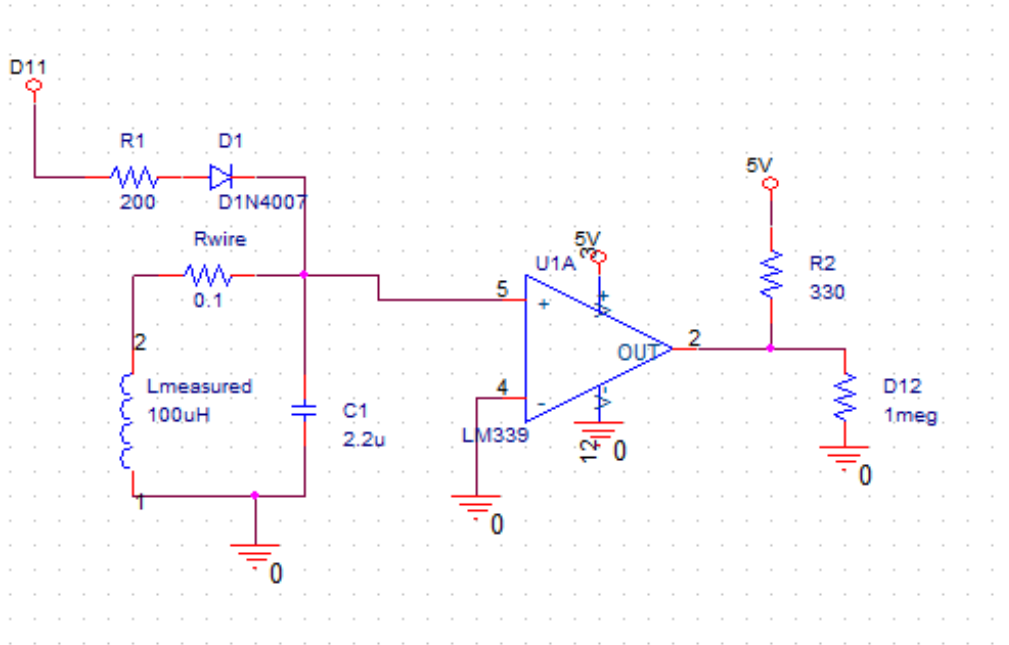 D11
R1
200
D1
D1N4007
Rwire
0.1
2
Lmeasured
100uH
1
C1
2.2u
0
5
+
4
-
U1A
LM339
5V
3
V+
OUT
2
V-
12
0
0
5V
R2
330
D12
1meg
0